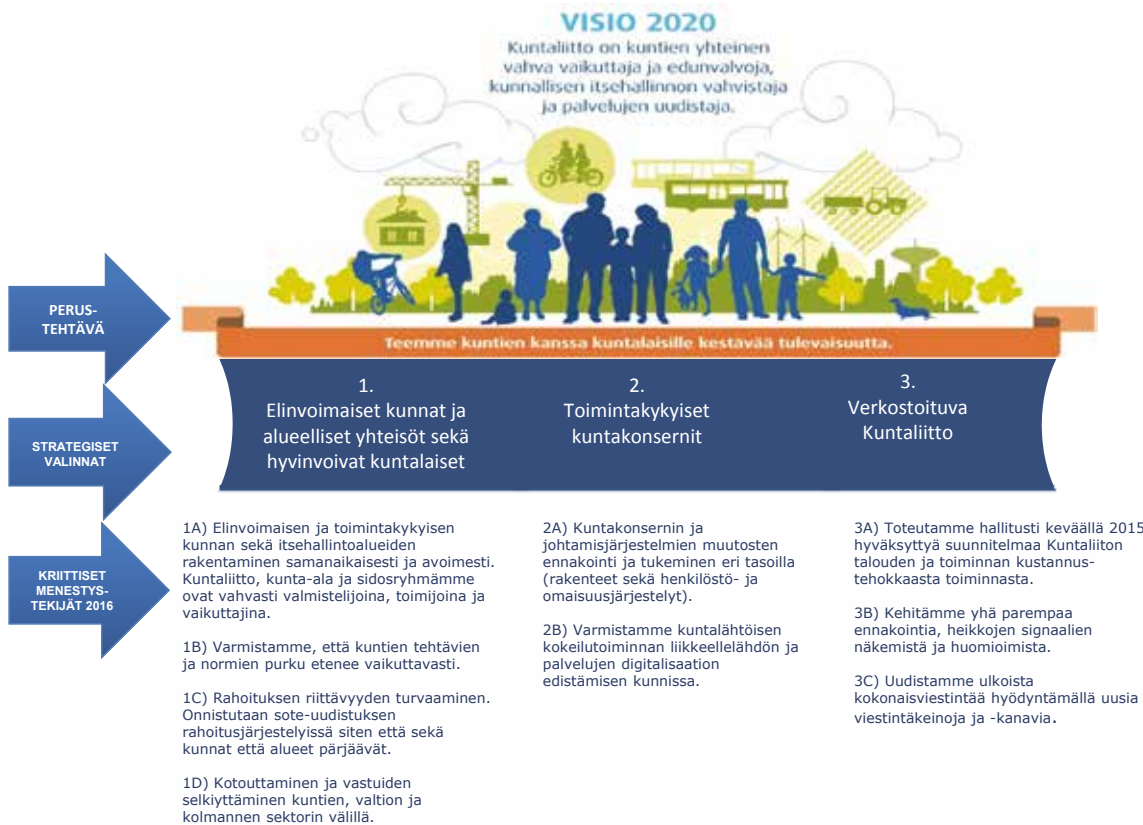 VISIO 2020
Kuntaliitto on kuntien yhteinen
vahva vaikuttaja ja edunvalvoja,
kunnallisen itsehallinnon vahvistaja
ja palvelujen uudistaja.
PERUS-
TEHTÄVÄ
Teemme kuntien kanssa kuntalaisille kestävää tulevaisuutta.
STRATEGISET
VALINNAT
1.
Elinvoimaiset kunnat ja
alueelliset yhteisöt sekä
hyvinvoivat kuntalaiset
2.
Toimintakykyiset
kuntakonsernit
3.
Verkostoituva
Kuntaliitto
KRIITTISET
MENESTYS-
TEKIJÄT 2016
1A) Elinvoimaisen ja toimintakykyisen
kunnan sekä itsehallintoalueiden
rakentaminen samanaikaisesti ja avoimesti.
Kuntaliitto, kunta-ala ja sidosryhmämme
ovat vahvasti valmistelijoina, toimijoina ja
vaikuttajina.
1B) Varmistamme, että kuntien tehtävien
ja normien purku etenee vaikuttavasti.
1C) Rahoituksen riittävyyden turvaaminen.
Onnistutaan sote-uudistuksen
rahoitusjärjestelyissä siten että sekä
kunnat että alueet pärjäävät.
1D) Kotouttaminen ja vastuiden
selkiyttäminen kuntien, valtion ja
kolmannen sektorin välillä.
2A) Kuntakonsernin ja
johtamisjärjestelmien muutosten
ennakointi ja tukeminen eri tasoilla
(rakenteet sekä henkilöstö- ja
omaisuusjärjestelyt).
2B) Varmistamme kuntalähtöisen
kokeilutoiminnan liikkeellelähdön ja
palvelujen digitalisaation
edistämisen kunnissa.
3A) Toteutamme hallitusti keväällä 2015
hyväksyttyä suunnitelmaa Kuntaliiton
talouden ja toiminnan kustannus-
tehokkaasta toiminnasta.
3B) Kehitämme yhä parempaa
ennakointia, heikkojen signaalien
näkemistä ja huomioimista.
3C) Uudistamme ulkoista
kokonaisviestintää hyödyntämällä uusia
viestintäkeinoja ja -kanavia.